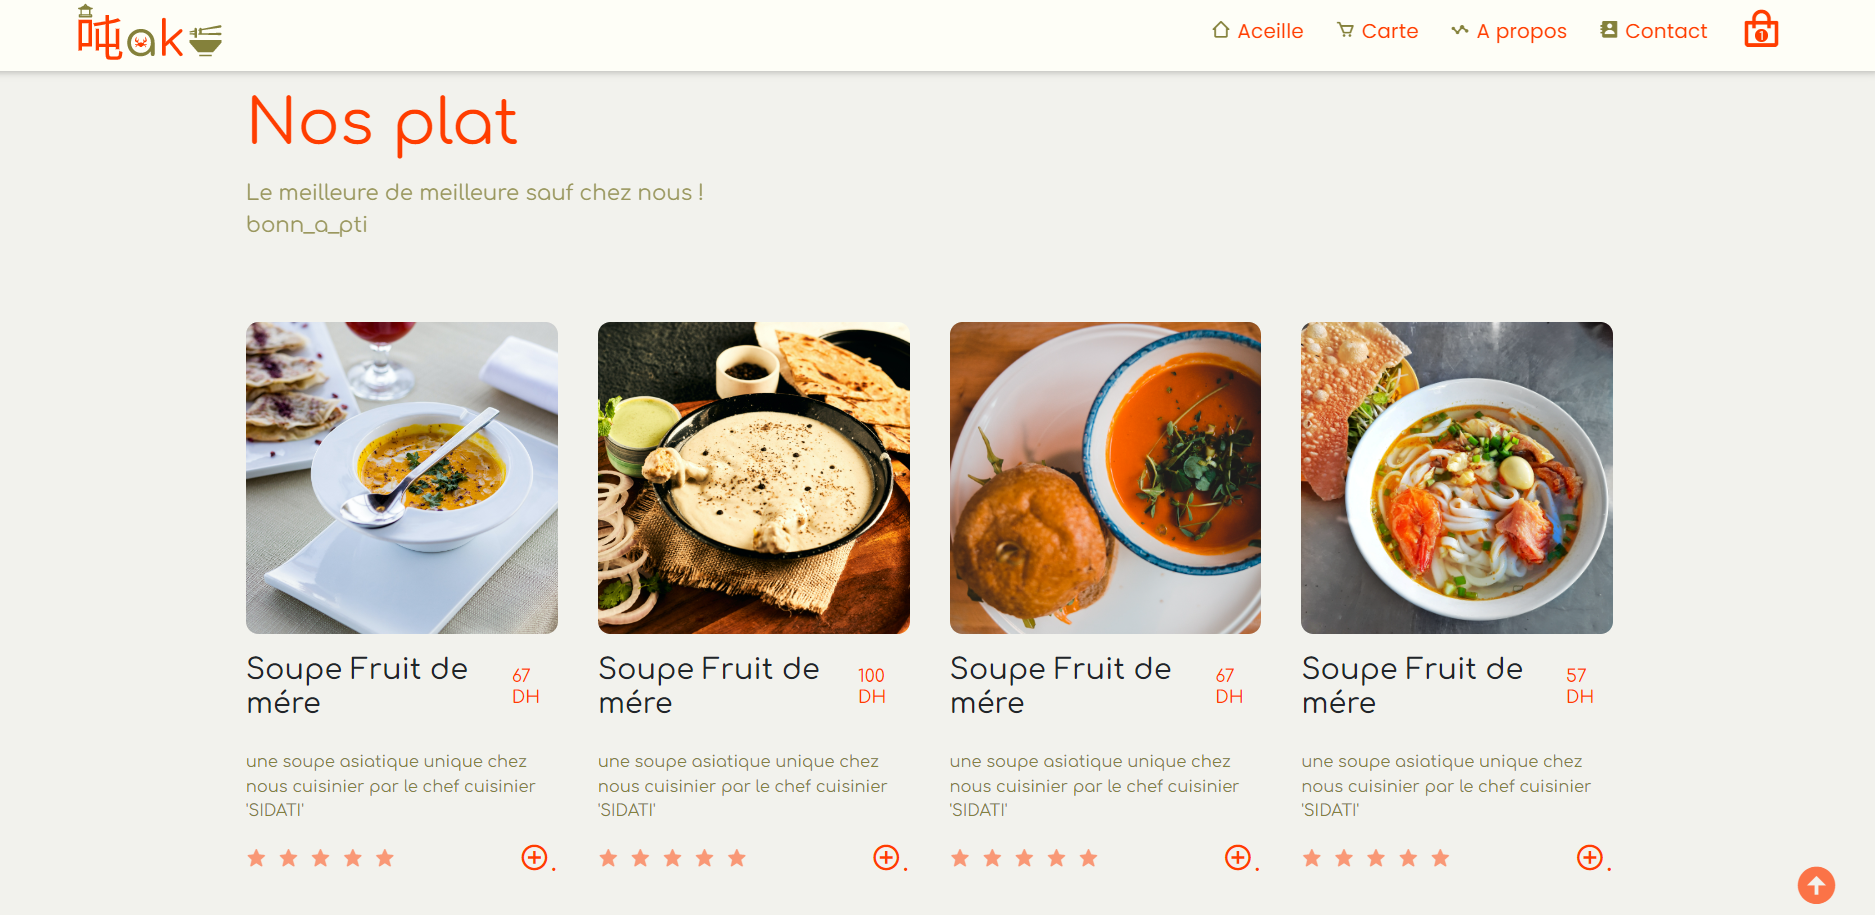 吨ak
Aceille
Carte
A propos
Contact
1
Nos plat
Le meilleure de meilleure sauf chez nous !
bonn_a_pti
Soupe Fruit de
mére
67
DH
une soupe asiatique unique chez
nous cuisinier par le chef cuisinier
'SIDATI'
.
Soupe Fruit de
mére
100
DH
une soupe asiatique unique chez
nous cuisinier par le chef cuisinier
'SIDATI'
.
Soupe Fruit de
mére
67
DH
une soupe asiatique unique chez
nous cuisinier par le chef cuisinier
'SIDATI'
.
Soupe Fruit de
mére
57
DH
une soupe asiatique unique chez
nous cuisinier par le chef cuisinier
'SIDATI'
.